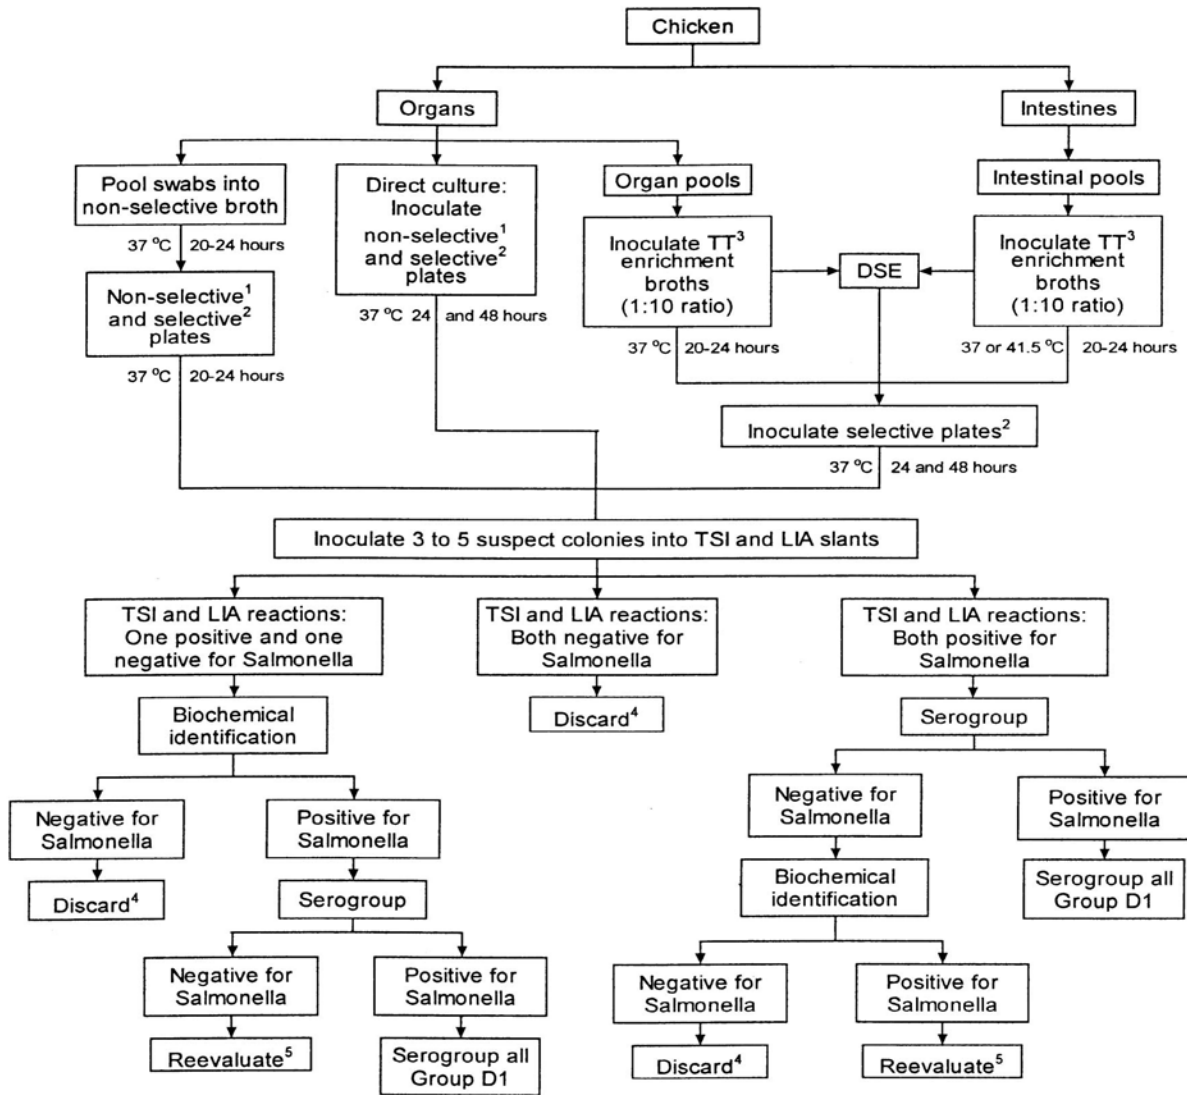 Chicken
Organs
Intestines
Pool swabs into
non-selective broth
Direct culture:
Inoculate
non-selective¹
and selective²
plates
Organ pools
Intestinal pools
37 °C 20-24 hours
Inoculate TT³
enrichment
broths
(1:10 ratio)
DSE
Inoculate TT³
enrichment
broths
(1:10 ratio)
Non-selective¹
and selective²
plates
37 °C 24 and 48 hours
37 °C 20-24 hours
37 or 41.5 °C 20-24 hours
37 °C 20-24 hours
Inoculate selective plates²
37 °C 24 and 48 hours
Inoculate 3 to 5 suspect colonies into TSI and LIA slants
TSI and LIA reactions:
One positive and one
negative for Salmonella
TSI and LIA reactions:
Both negative for
Salmonella
TSI and LIA reactions:
Both positive for
Salmonella
Biochemical
identification
Discard⁴
Serogroup
Negative for
Salmonella
Positive for
Salmonella
Negative for
Salmonella
Positive for
Salmonella
Discard⁴
Serogroup
Biochemical
identification
Serogroup all
Group D1
Negative for
Salmonella
Positive for
Salmonella
Negative for
Salmonella
Positive for
Salmonella
Reevaluate⁵
Serogroup all
Group D1
Discard⁴
Reevaluate⁵